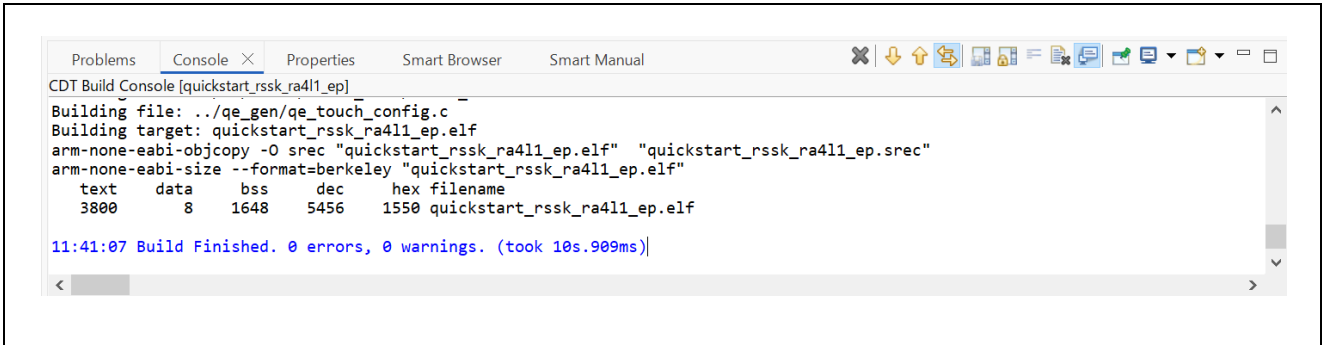 Problems Console Properties Smart Browser Smart Manual
CDT Build Console [quickstart_rssk_ra4l1_ep]
Building file: ../qe_gen/qe_touch_config.c
Building target: quickstart_rssk_ra4l1_ep.elf
arm-none-eabi-objcopy -O srec "quickstart_rssk_ra4l1_ep.elf"  "quickstart_rssk_ra4l1_ep.srec"
arm-none-eabi-size --format=berkeley "quickstart_rssk_ra4l1_ep.elf"
   text    data     bss     dec     hex filename
   3800       8    1648    5456    1550 quickstart_rssk_ra4l1_ep.elf
11:41:07 Build Finished. 0 errors, 0 warnings. (took 10s.909ms)